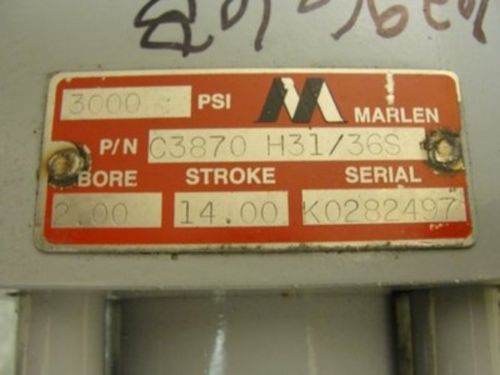 3000 PSI MARLEN
P/N C3870 H31/36S
BORE STROKE SERIAL
2.00 14.00 K0282497